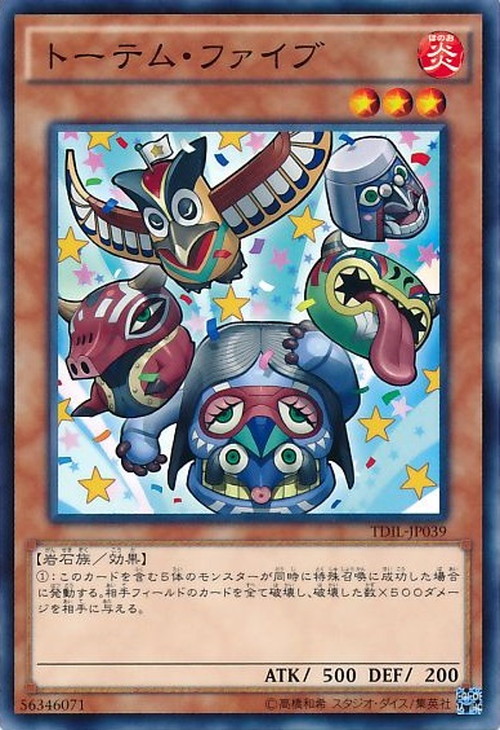 トーテム・ファイブ
ほのお
炎
TDIL-JP039
【岩石族／効果】
①：このカードを含む５体のモンスターが同時に特殊召喚に成功した場合
に発動する。相手フィールドのカードを全て破壊し、破壊した数×５００ダメー
ジを相手に与える。
ATK/ 500 DEF/ 200
56346071
©高橋和希 スタジオ・ダイス/集英社